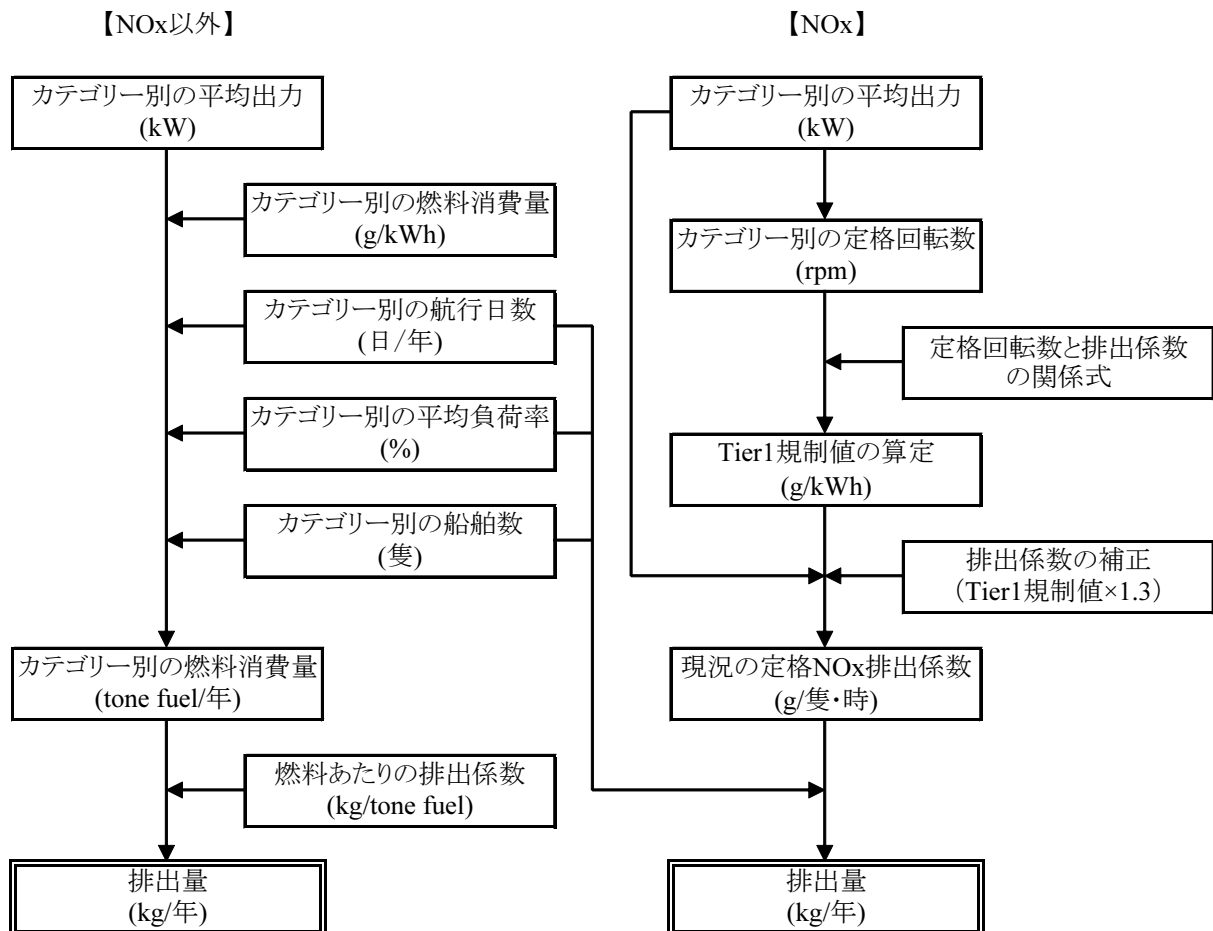 【NOx以外】
カテゴリー別の平均出力
(kW)
カテゴリー別の燃料消費量
(g/kWh)
カテゴリー別の航行日数
(日/年)
カテゴリー別の平均負荷率
(%)
カテゴリー別の船舶数
(隻)
カテゴリー別の燃料消費量
(tone fuel/年)
燃料あたりの排出係数
(kg/tone fuel)
排出量
(kg/年)
【NOx】
カテゴリー別の平均出力
(kW)
カテゴリー別の定格回転数
(rpm)
定格回転数と排出係数
の関係式
Tier1規制値の算定
(g/kWh)
排出係数の補正
（Tier1規制値×1.3）
現況の定格NOx排出係数
(g/隻・時)
排出量
(kg/年)